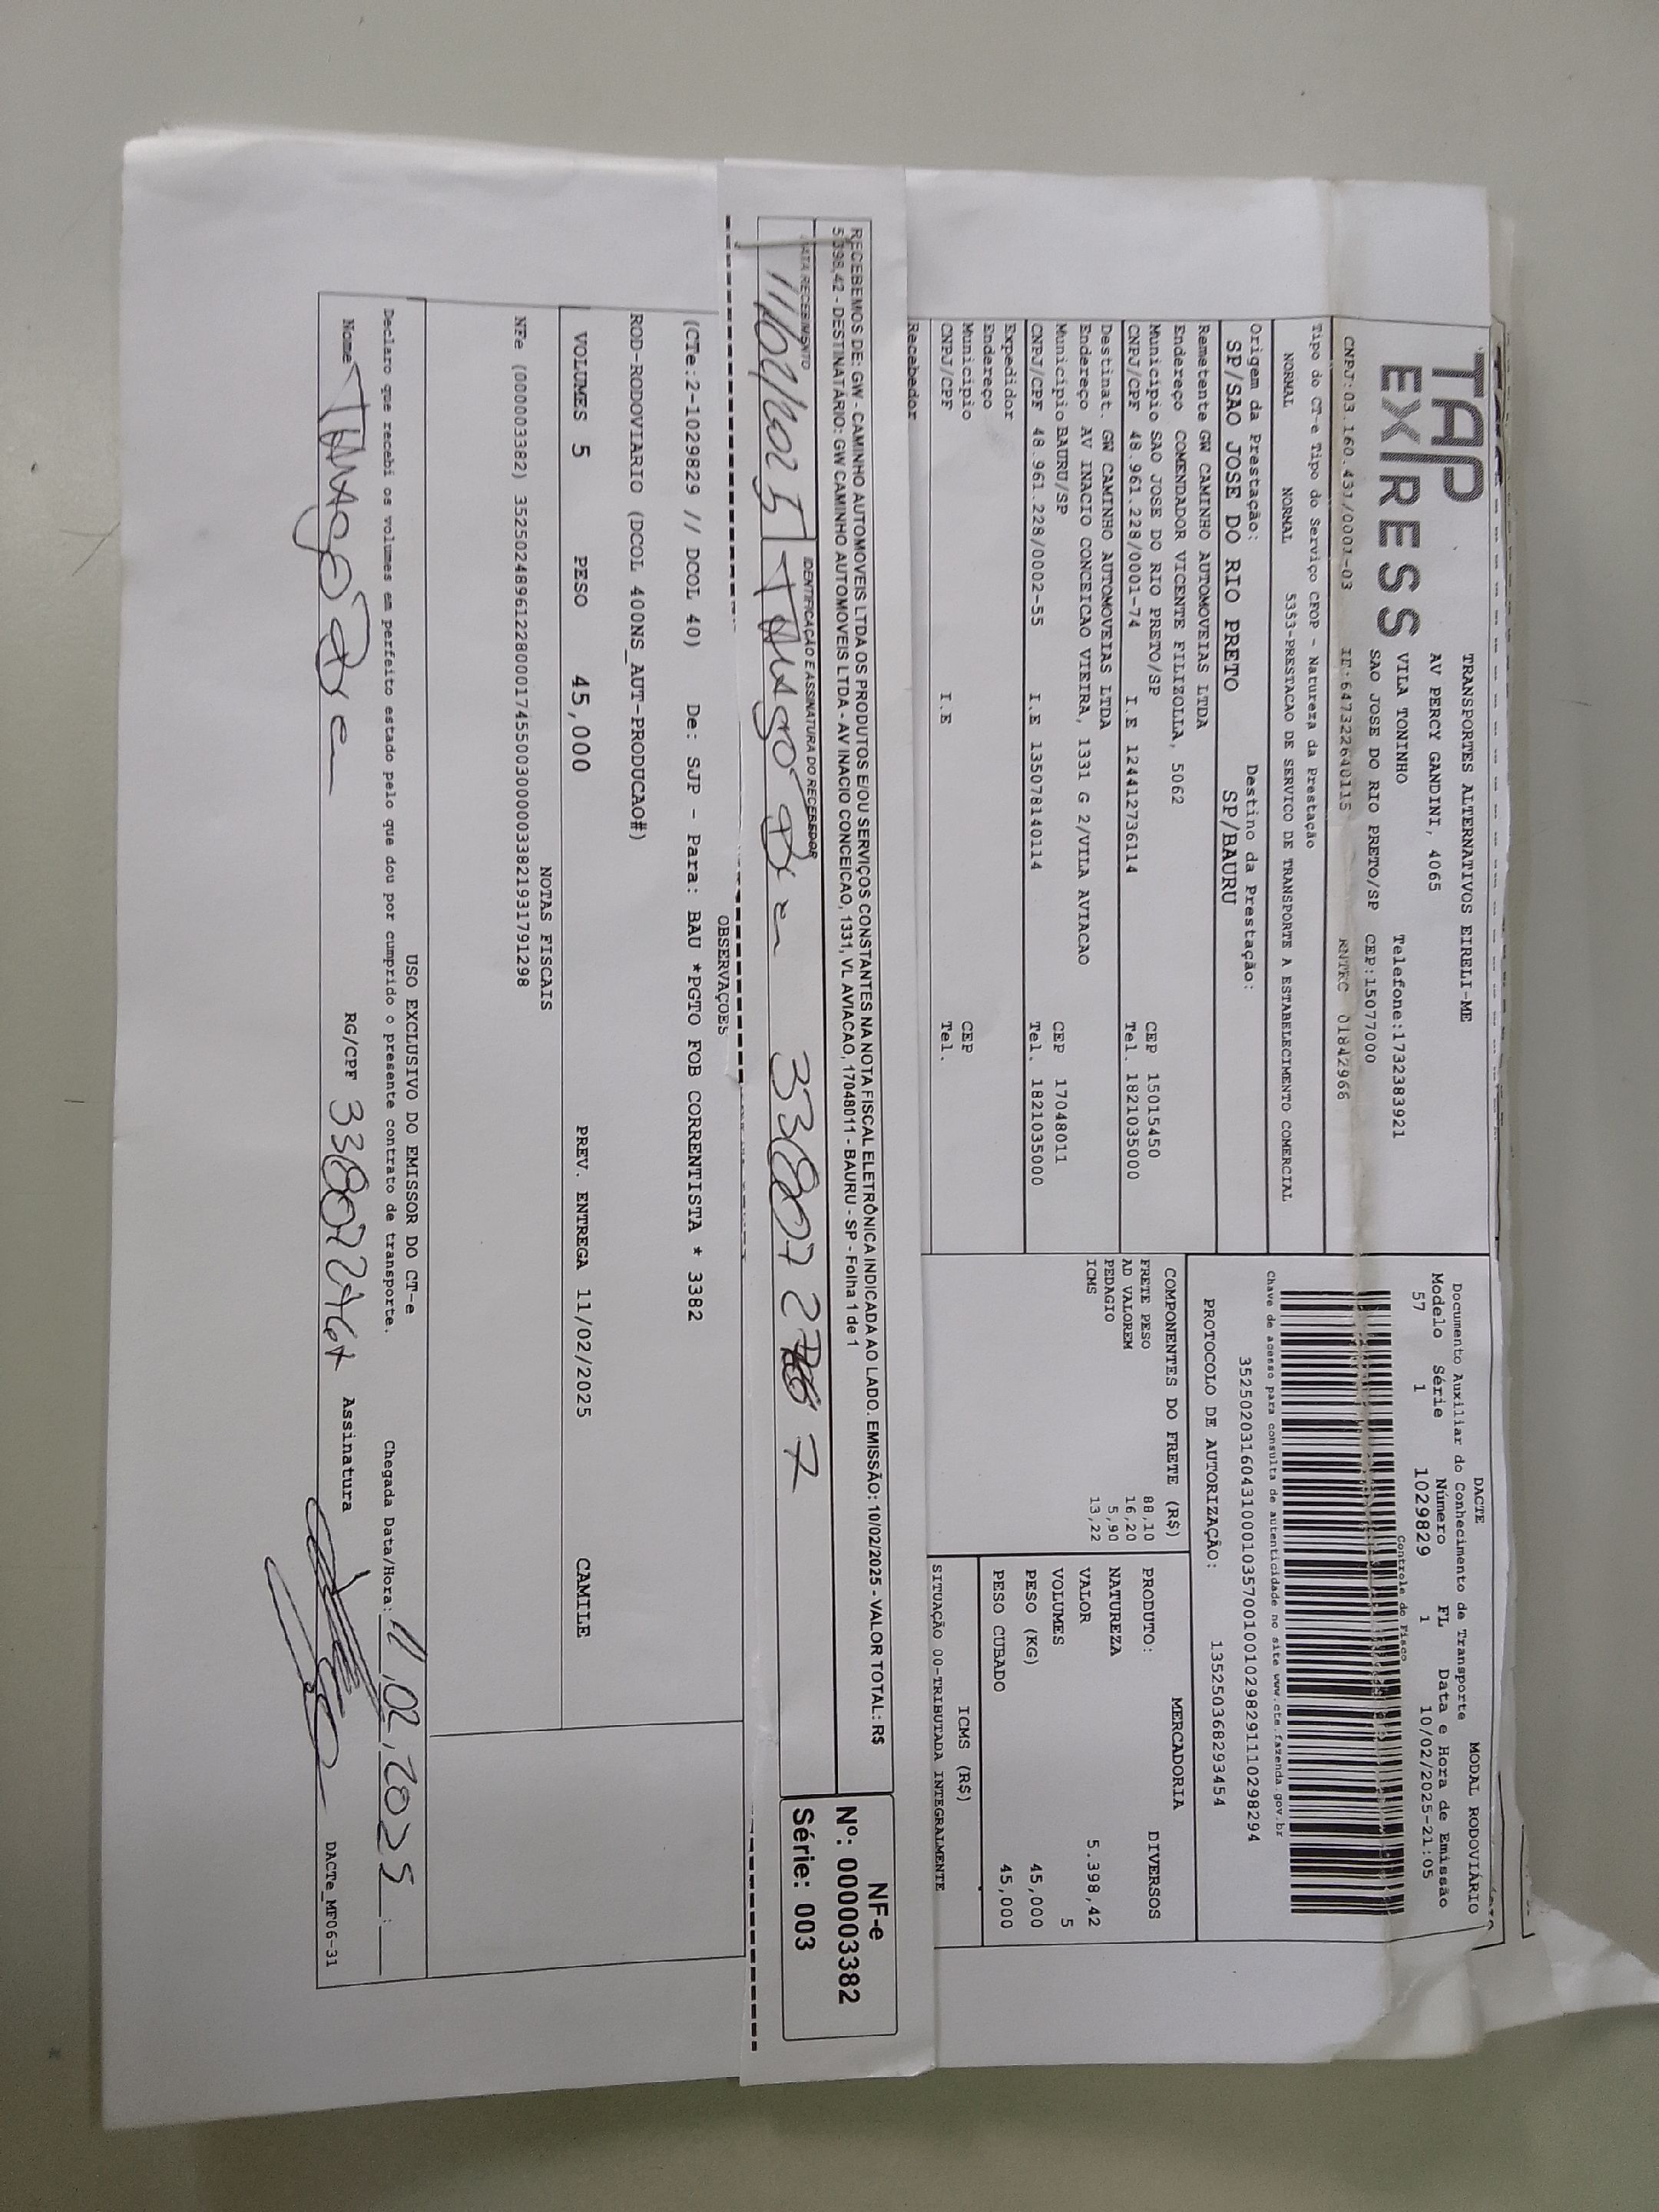 TAP
EXPRESS
TRANSPORTES ALTERNATIVOS EIRELI-ME
AV PERCY GANDINI, 4065
VILA TONINHO Telefone:1732383921
SAO JOSE DO RIO PRETO/SP CEP:15077000
CNPJ:03.160.431/0001-03 IE:647322640115 RNTRC 01842966
DACTE MODAL RODOVIÁRIO
Documento Auxiliar do Conhecimento de Transporte
Modelo Série Número FL Data e Hora de Emissão
57 1 1029829 1 10/02/2025-21:05
Controle do Fisco
Chave de acesso para consulta de autenticidade no site www.cte.fazenda.gov.br
35250203160431000103570010010298291110298294
PROTOCOLO DE AUTORIZAÇÃO: 135250368293454
Tipo do CT-e Tipo do Serviço CFOP - Natureza da Prestação
NORMAL NORMAL 5353-PRESTACAO DE SERVICO DE TRANSPORTE A ESTABELECIMENTO COMERCIAL
Origem da Prestação: Destino da Prestação:
SP/SAO JOSE DO RIO PRETO SP/BAURU
Remetente GW CAMINHO AUTOMOVEIAS LTDA
Endereço COMENDADOR VICENTE FILIZOLLA, 5062
Municipio SAO JOSE DO RIO PRETO/SP CEP 15015450
CNPJ/CPF 48.961.228/0001-74 I.E 124412736114 Tel. 1821035000
Destinat. GW CAMINHO AUTOMOVEIAS LTDA
Endereço AV INACIO CONCEICAO VIEIRA, 1331 G 2/VILA AVIACAO
Municipio BAURU/SP CEP 17048011
CNPJ/CPF 48.961.228/0002-55 I.E 135078140114 Tel. 1821035000
Expedidor
Endereço
Municipio CEP
CNPJ/CPF I.E Tel.
Recebedor
COMPONENTES DO FRETE (R$)
FRETE PESO 88,10
AD VALOREM 16,20
PEDAGIO 5,90
ICMS 13,22
MERCADORIA
PRODUTO: DIVERSOS
NATUREZA
VALOR 5.398,42
VOLUMES 5
PESO (KG) 45,000
PESO CUBADO 45,000
ICMS (R$)
SITUAÇÃO 00-TRIBUTADA INTEGRALMENTE
RECEBEMOS DE: GW - CAMINHO AUTOMOVEIS LTDA OS PRODUTOS E/OU SERVIÇOS CONSTANTES NA NOTA FISCAL ELETRÔNICA INDICADA AO LADO. EMISSÃO: 10/02/2025 - VALOR TOTAL: R$
5.398,42 - DESTINATÁRIO: GW CAMINHO AUTOMOVEIS LTDA - AV INACIO CONCEICAO, 1331, VL AVIACAO, 17048011 - BAURU - SP - Folha 1 de 1
DATA RECEBIMENTO IDENTIFICAÇÃO E ASSINATURA DO RECEBEDOR
11/02/2025 THIAGO
NF-e
Nº: 000003382
Série: 003
OBSERVAÇOES
(CTe:2-1029829 // DCOL 40) De: SJP - Para: BAU *PGTO FOB CORRENTISTA * 3382
ROD-RODOVIARIO (DCOL 400NS_AUT-PRODUCAO#)
VOLUMES 5 PESO 45,000 PREV. ENTREGA 11/02/2025 CAMILE
NOTAS FISCAIS
NFe (000003382) 35250248961228000174550030000033821931791298
USO EXCLUSIVO DO EMISSOR DO CT-e
Declaro que recebi os volumes em perfeito estado pelo que dou por cumprido o presente contrato de transporte. Chegada Data/Hora: 11,02,2025 :
Nome THIAGO RG/CPF Assinatura
DACTe_MF06-31